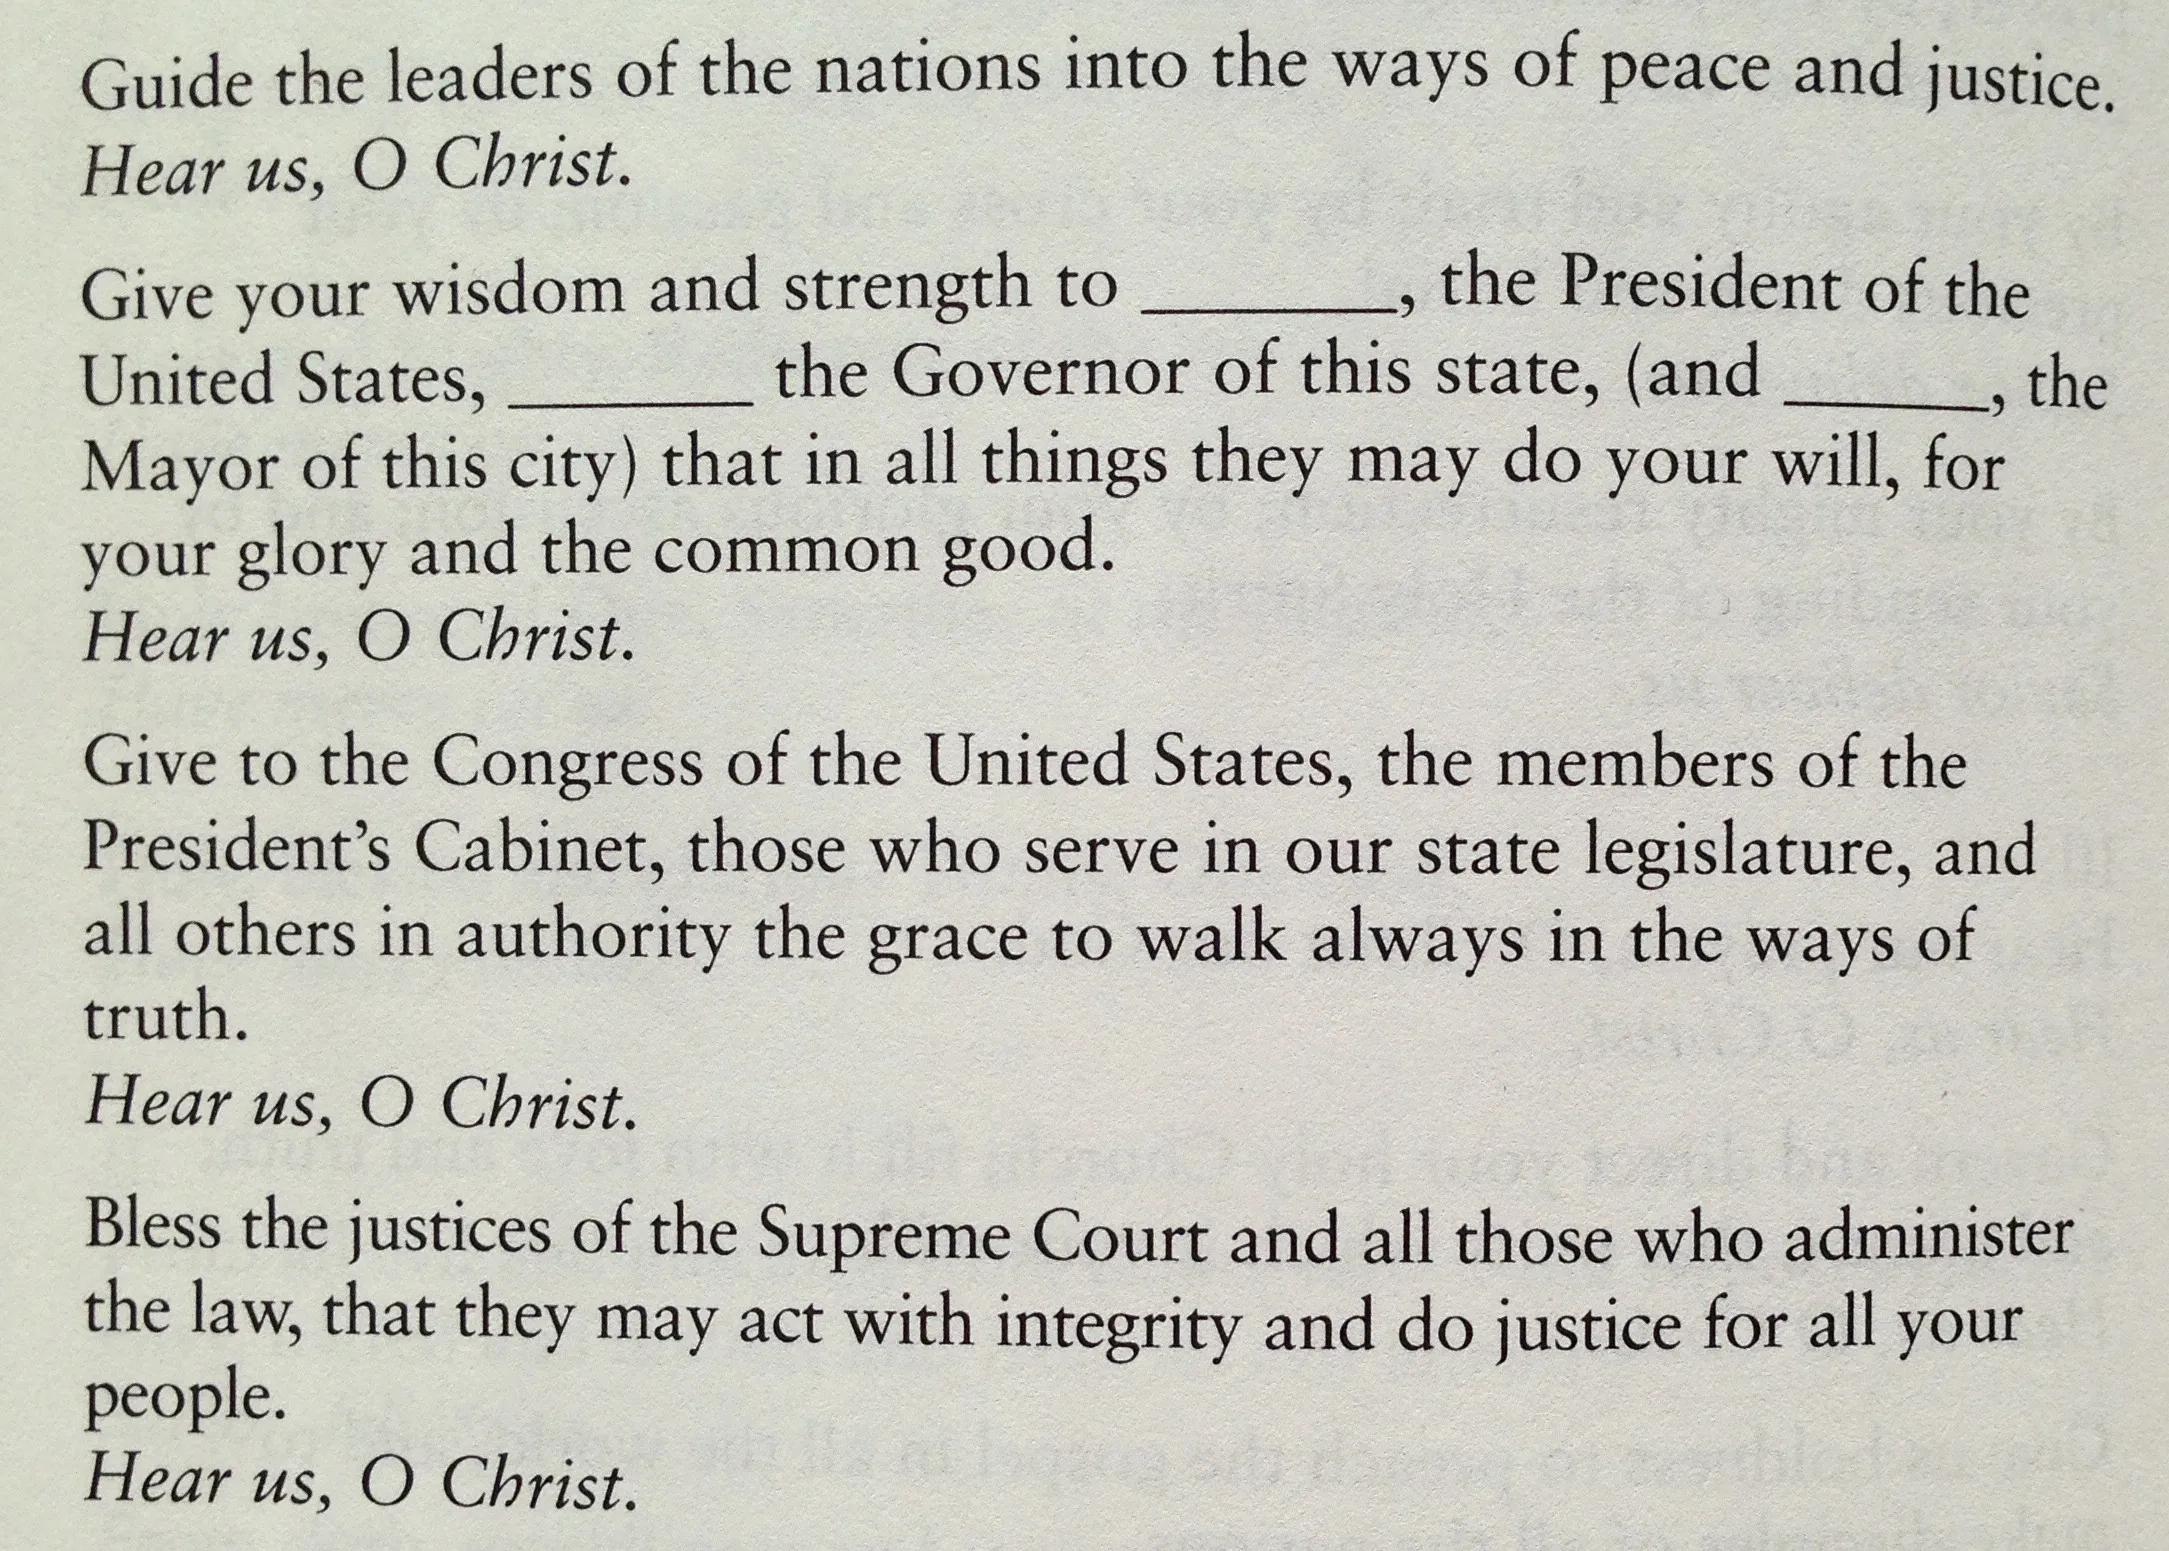 Guide the leaders of the nations into the ways of peace and justice.
Hear us, O Christ.
Give your wisdom and strength to ______, the President of the
United States, ______ the Governor of this state, (and _____, the
Mayor of this city) that in all things they may do your will, for
your glory and the common good.
Hear us, O Christ.
Give to the Congress of the United States, the members of the
President’s Cabinet, those who serve in our state legislature, and
all others in authority the grace to walk always in the ways of
truth.
Hear us, O Christ.
Bless the justices of the Supreme Court and all those who administer
the law, that they may act with integrity and do justice for all your
people.
Hear us, O Christ.